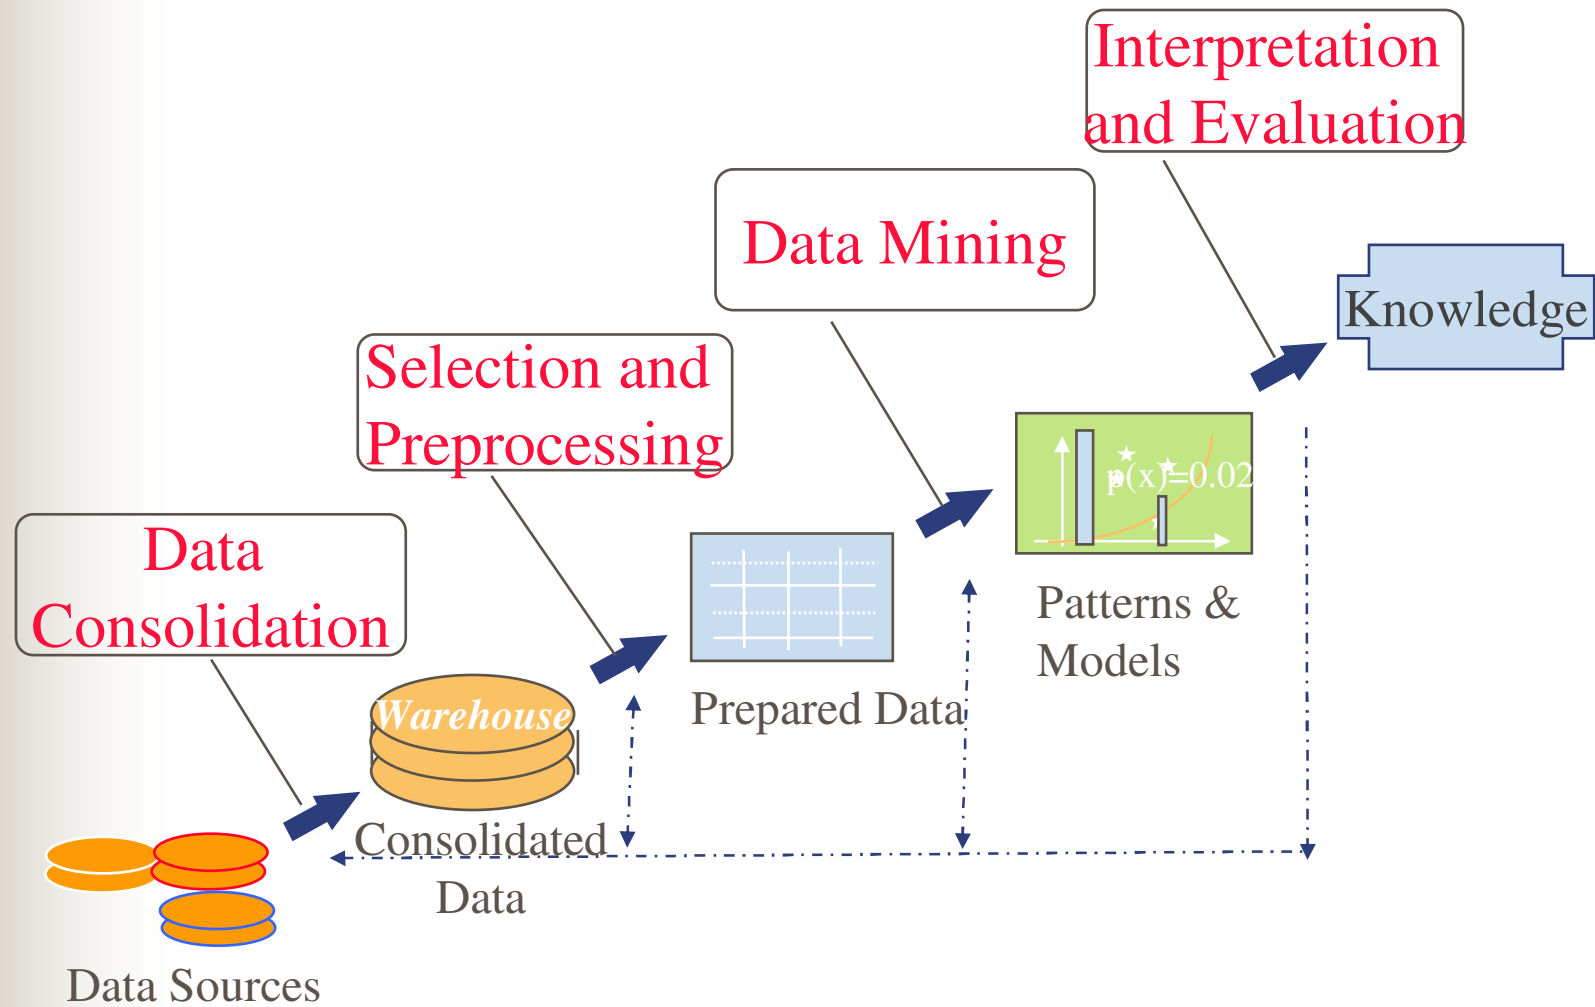 Interpretation
and Evaluation
Data Mining
Knowledge
Selection and
Preprocessing
p(x)=0.02
Data
Consolidation
Patterns &
Models
Warehouse
Prepared Data
Consolidated
Data
Data Sources